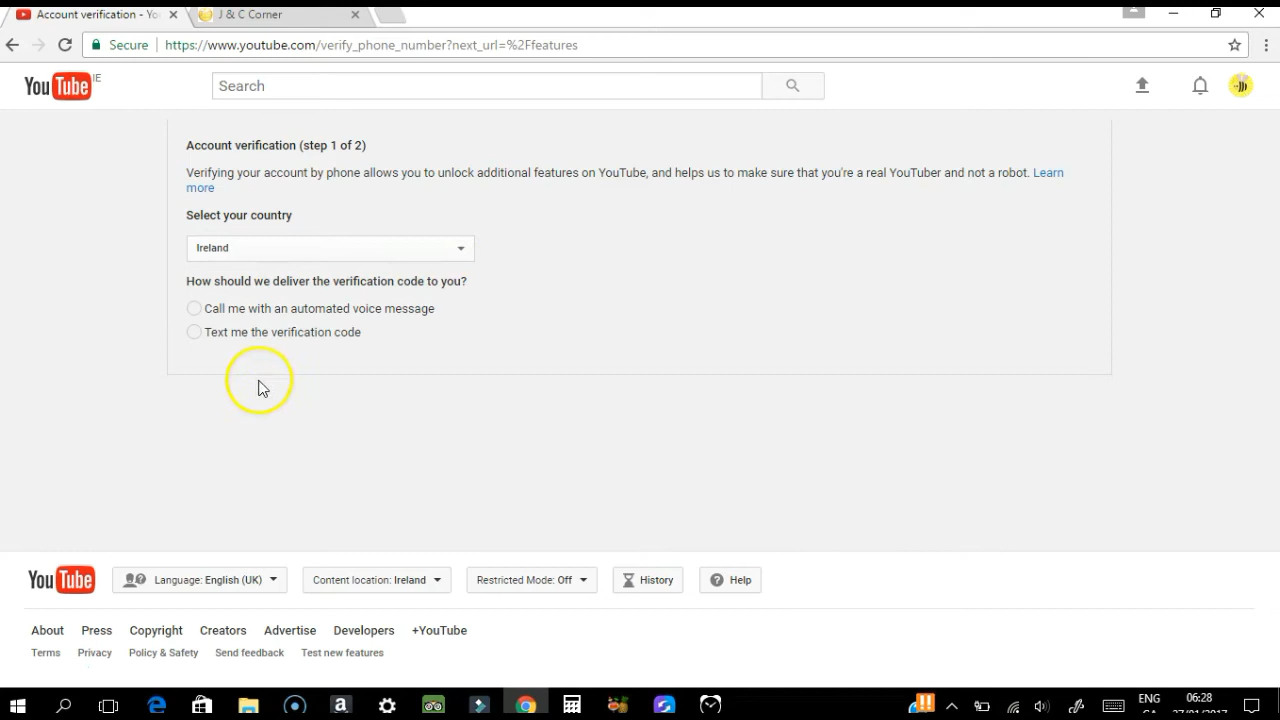 Account verification - Yo
J & C Corner
Secure https://www.youtube.com/verify_phone_number?next_url=%2Ffeatures
YouTube IE
Search
Account verification (step 1 of 2)
Verifying your account by phone allows you to unlock additional features on YouTube, and helps us to make sure that you're a real YouTuber and not a robot. Learn
more
Select your country
Ireland
How should we deliver the verification code to you?
Call me with an automated voice message
Text me the verification code
YouTube Language: English (UK) Content location: Ireland Restricted Mode: Off History Help
About Press Copyright Creators Advertise Developers +YouTube
Terms Privacy Policy & Safety Send feedback Test new features
ENG 06:28
27/01/2017